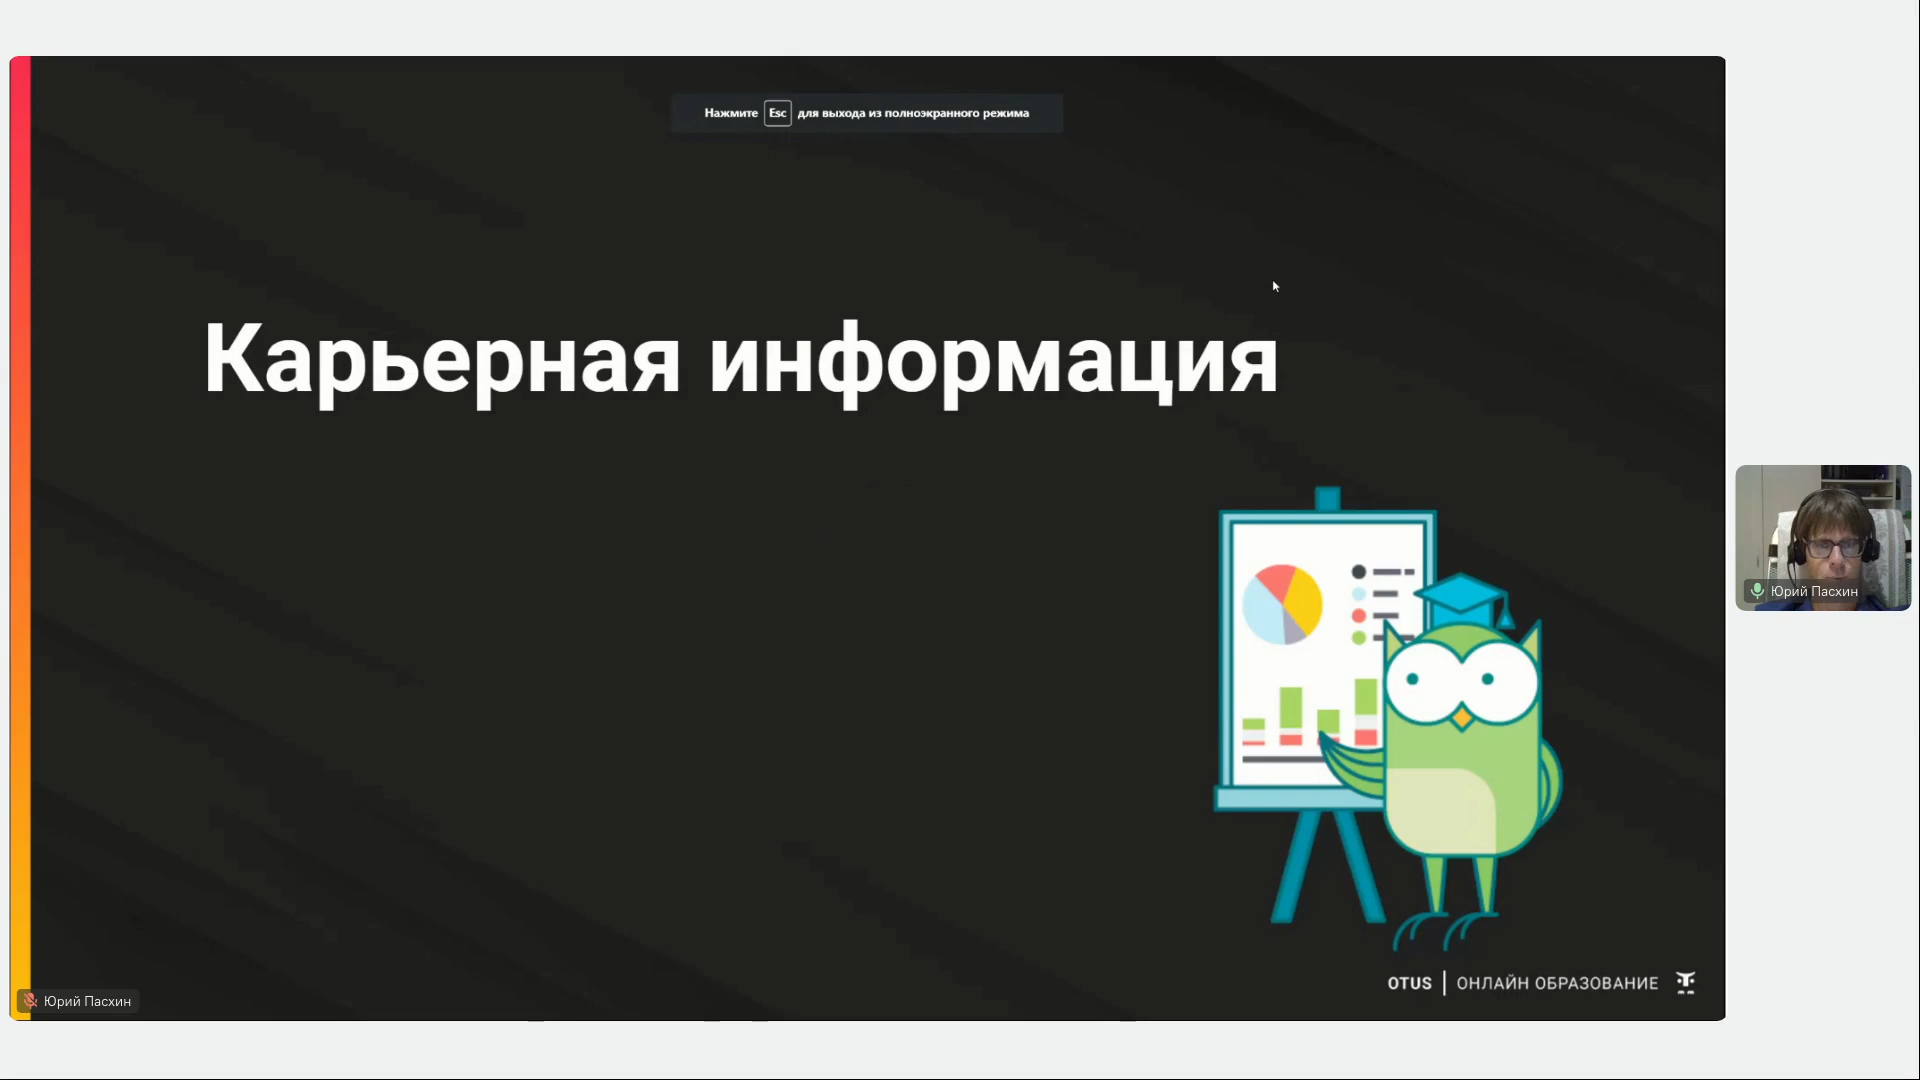 Нажмите Esc для выхода из полноэкранного режима
Карьерная информация
Юрий Пасхин
OTUS | ОНЛАЙН ОБРАЗОВАНИЕ
Юрий Пасхин